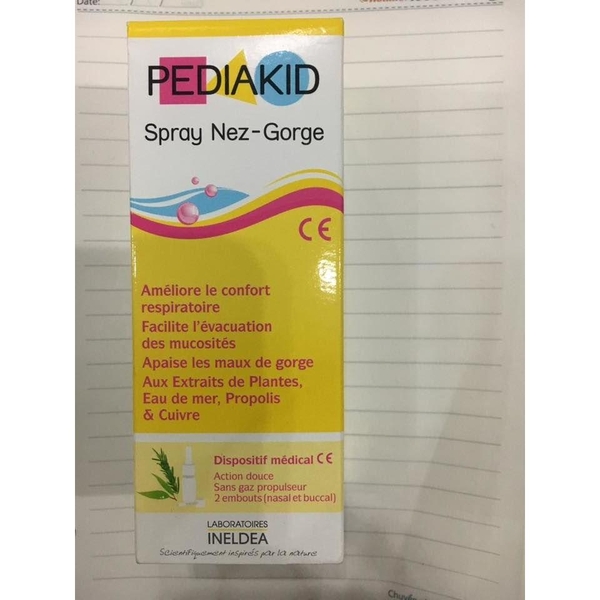 Date:
PEDIAKID
Spray Nez-Gorge
CE
Améliore le confort
respiratoire
Facilite l'évacuation
des mucosités
Apaise les maux de gorge
Aux Extraits de Plantes,
Eau de mer, Propolis
& Cuivre
Dispositif médical CE
Action douce
Sans gaz propulseur
2 embouts (nasal et buccal)
LABORATOIRES
INELDEA
Scientifiquement inspirés par la nature